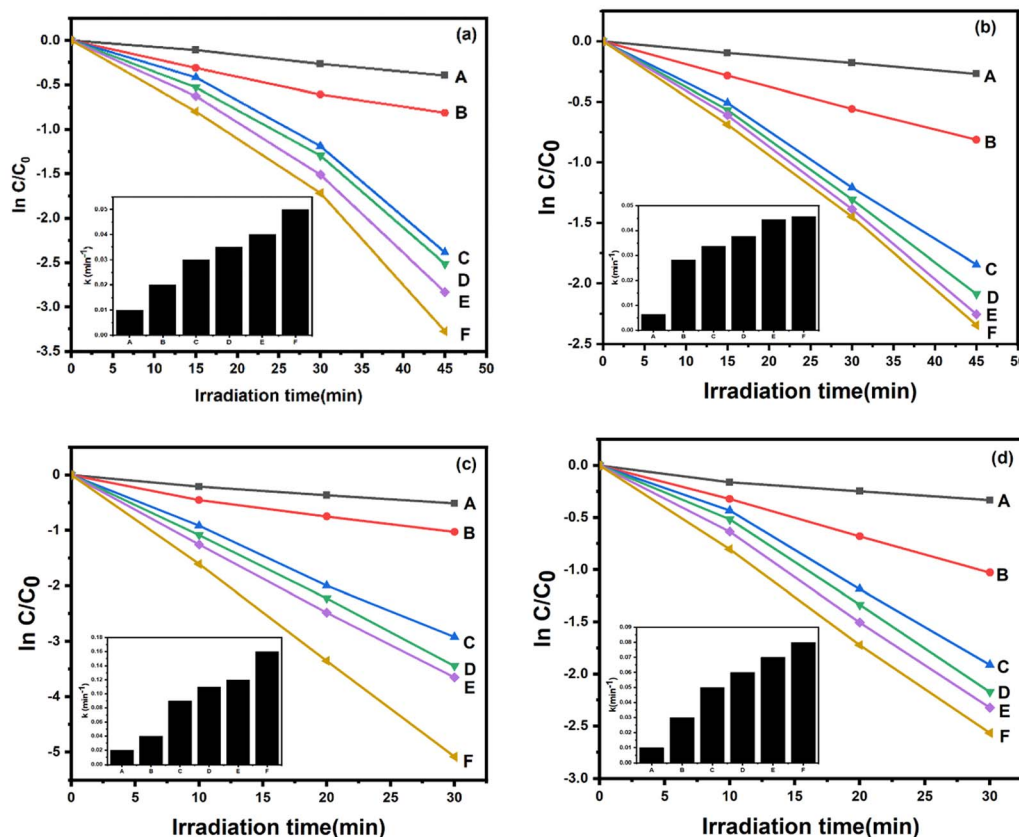 (a)
0.0
-0.5
-1.0
-1.5
-2.0
-2.5
-3.0
-3.5
ln C/C₀
A
B
C
D
E
F
0.05
0.04
0.03
0.02
0.01
0.00
k (min⁻¹)
A B C D E F
0 5 10 15 20 25 30 35 40 45 50
Irradiation time(min)
(b)
0.0
-0.5
-1.0
-1.5
-2.0
-2.5
ln C/C₀
A
B
C
D
E
F
0.05
0.045
0.04
0.03
0.02
0.01
0.00
k (min⁻¹)
A B C D E F
0 5 10 15 20 25 30 35 40 45 50
Irradiation time(min)
(c)
0
-1
-2
-3
-4
-5
ln C/C₀
A
B
C
D
E
F
0.18
0.16
0.14
0.12
0.10
0.08
0.06
0.04
0.02
0.00
k (min⁻¹)
A B C D E F
0 5 10 15 20 25 30
Irradiation time(min)
(d)
0.0
-0.5
-1.0
-1.5
-2.0
-2.5
-3.0
ln C/C₀
A
B
C
D
E
F
0.09
0.08
0.07
0.06
0.05
0.04
0.03
0.02
0.01
0.00
k(min⁻¹)
A B C D E F
0 5 10 15 20 25 30
Irradiation time(min)